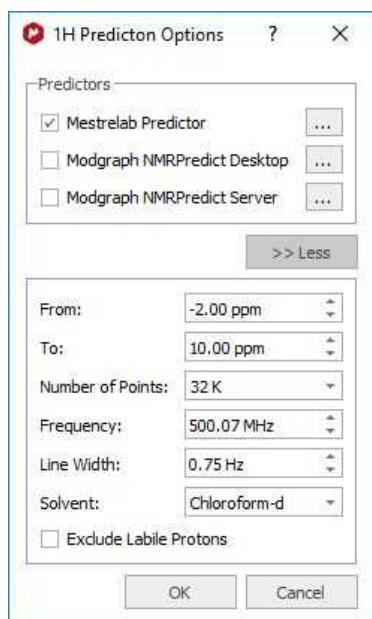 1H Predicton Options ? ×
Predictors
Mestrelab Predictor ...
Modgraph NMRPredict Desktop ...
Modgraph NMRPredict Server ...
>> Less
From: -2.00 ppm
To: 10.00 ppm
Number of Points: 32 K
Frequency: 500.07 MHz
Line Width: 0.75 Hz
Solvent: Chloroform-d
Exclude Labile Protons
OK Cancel